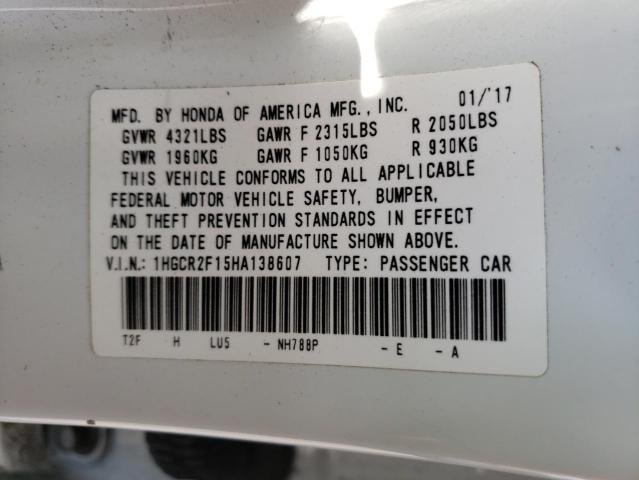 MFD. BY HONDA OF AMERICA MFG., INC. 01/'17
GVWR 4321LBS GAWR F 2315LBS R 2050LBS
GVWR 1960KG GAWR F 1050KG R 930KG
THIS VEHICLE CONFORMS TO ALL APPLICABLE
FEDERAL MOTOR VEHICLE SAFETY, BUMPER,
AND THEFT PREVENTION STANDARDS IN EFFECT
ON THE DATE OF MANUFACTURE SHOWN ABOVE.
V.I.N.: 1HGCR2F15HA138607 TYPE: PASSENGER CAR
T2F H LU5 - NH788P - E - A